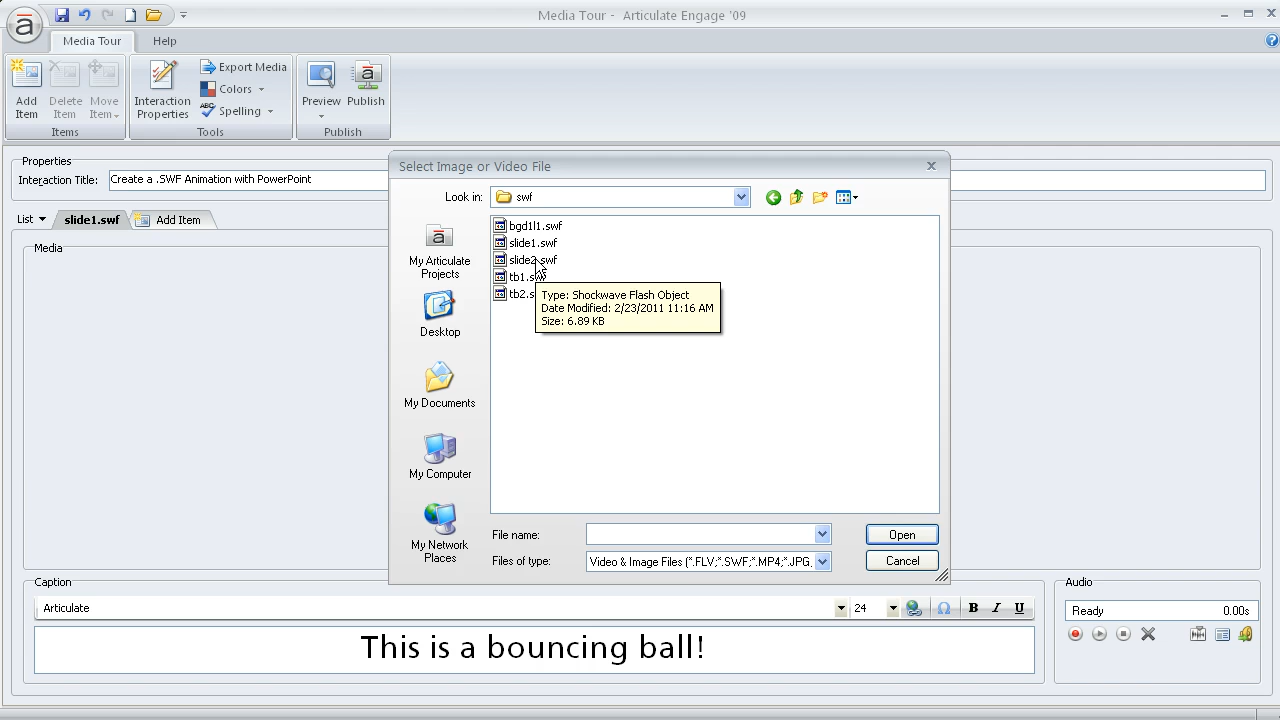 Media Tour - Articulate Engage '09
Media Tour
Help
Add Item
Delete Item
Move Item
Items
Interaction Properties
Export Media
Colors
Spelling
Tools
Preview
Publish
Publish
Properties
Interaction Title:
Create a .SWF Animation with PowerPoint
List
slide1.swf
Add Item
Media
Select Image or Video File
Look in:
swf
My Articulate Projects
Desktop
My Documents
My Computer
My Network Places
bgd1l1.swf
slide1.swf
slide2.swf
tb1.swf
tb2.s
Type: Shockwave Flash Object
Date Modified: 2/23/2011 11:16 AM
Size: 6.89 KB
File name:
Open
Files of type:
Video & Image Files (*.FLV;*.SWF;*.MP4;*.JPG,
Cancel
Caption
Articulate
24
B I U
This is a bouncing ball!
Audio
Ready
0.00s